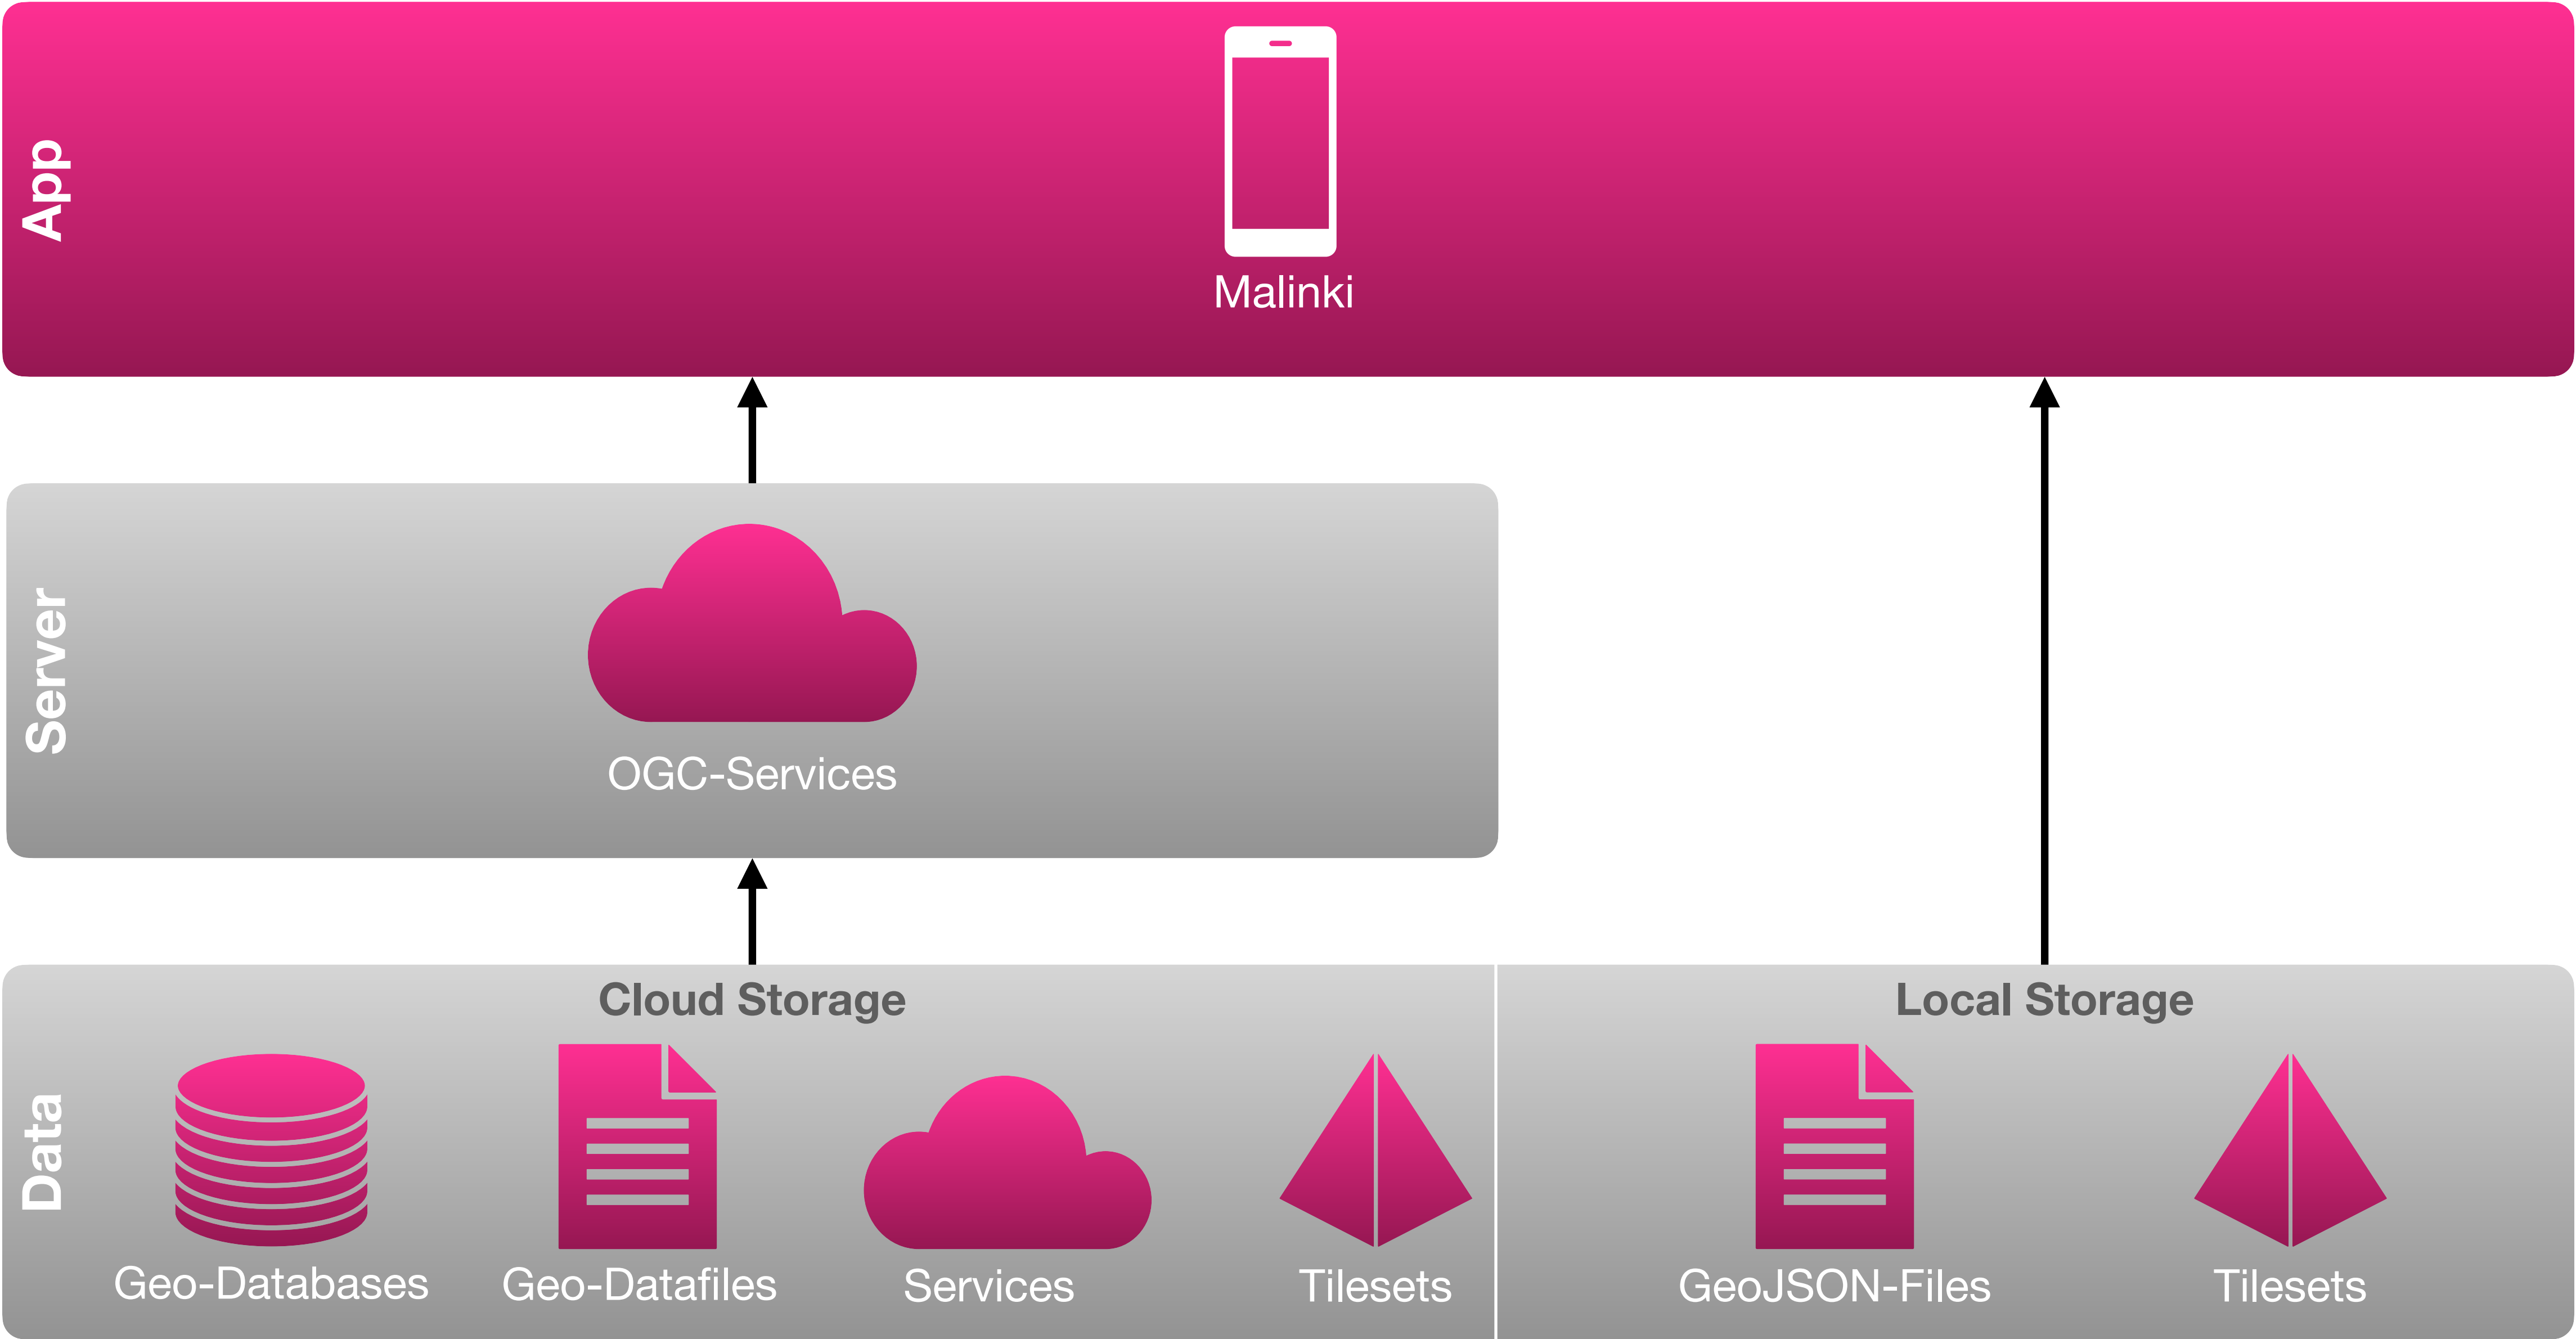 App
Malinki
Server
OGC-Services
Data
Cloud Storage
Local Storage
Geo-Databases
Geo-Datafiles
Services
Tilesets
GeoJSON-Files
Tilesets